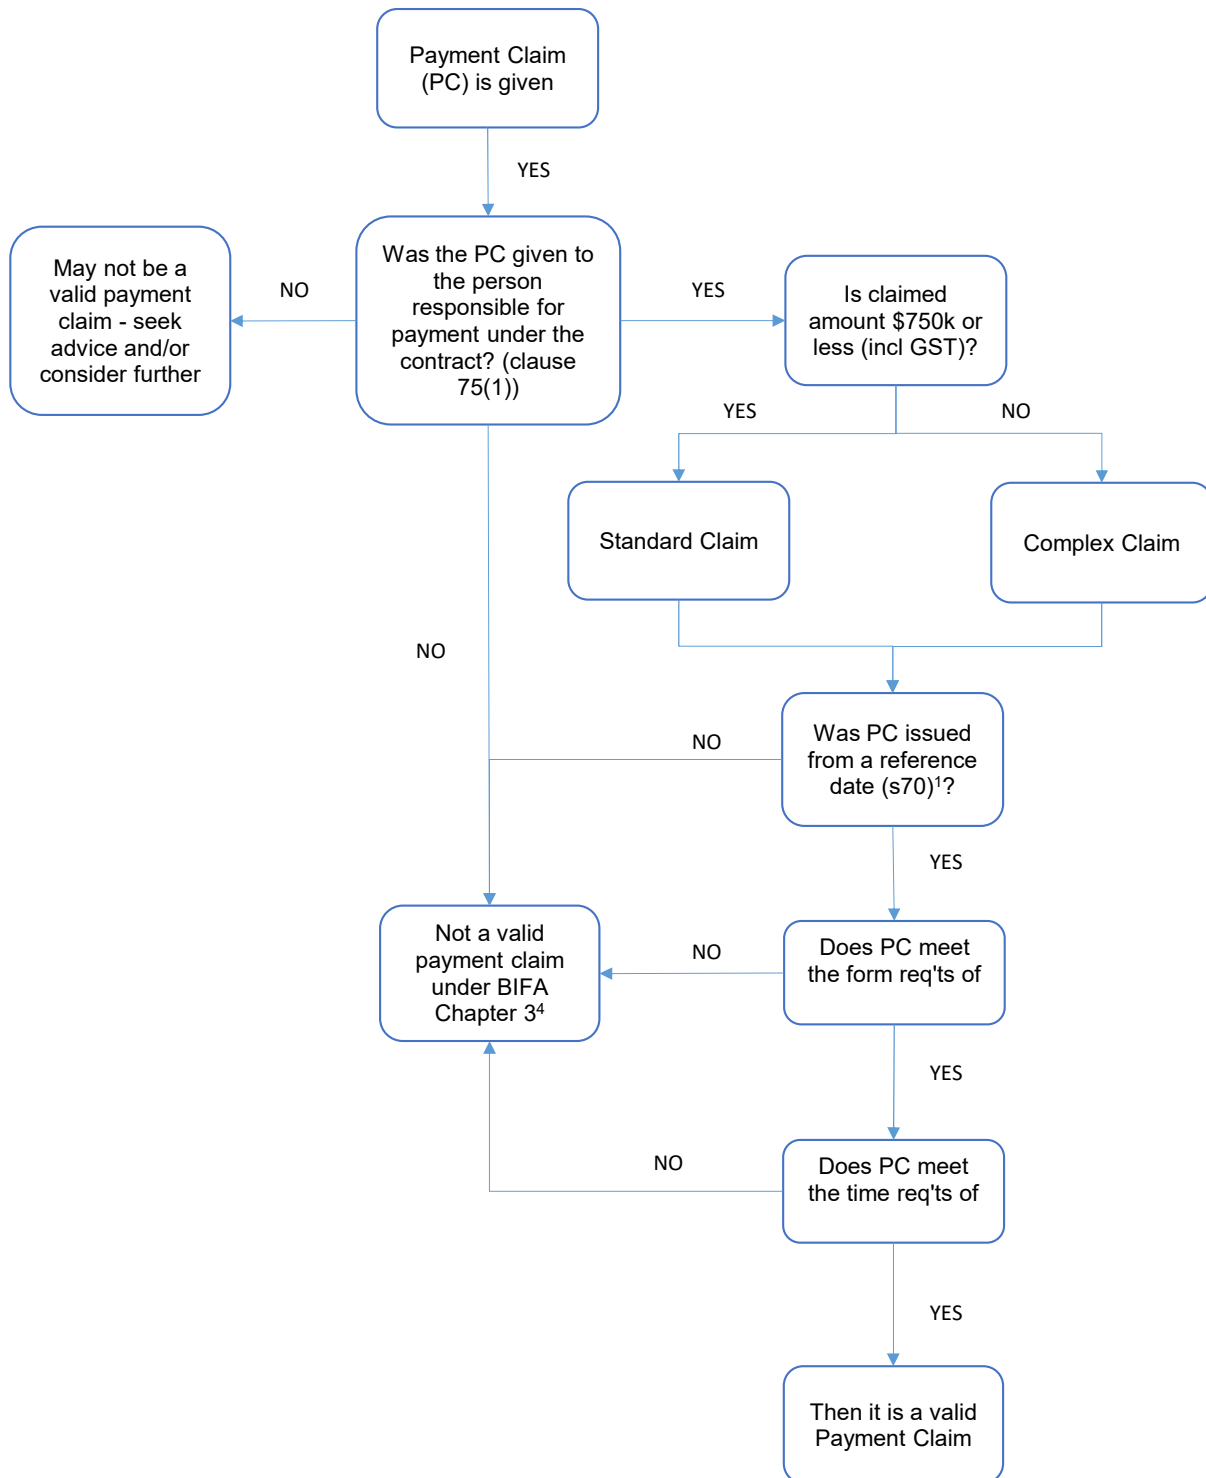 Payment Claim
(PC) is given
YES
May not be a
valid payment
claim - seek
advice and/or
consider further
NO
Was the PC given to
the person
responsible for
payment under the
contract? (clause
75(1))
YES
Is claimed
amount $750k or
less (incl GST)?
YES
NO
Standard Claim
Complex Claim
NO
NO
Was PC issued
from a reference
date (s70)¹?
YES
Not a valid
payment claim
under BIFA
Chapter 3⁴
NO
Does PC meet
the form req'ts of
YES
NO
Does PC meet
the time req'ts of
YES
Then it is a valid
Payment Claim